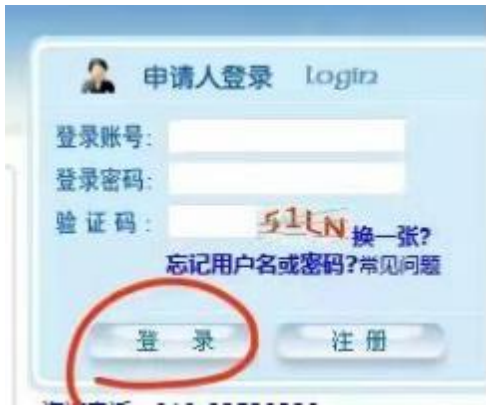 申请人登录 Login
登录账号:
登录密码:
验证码: 51LN 换一张?
忘记用户名或密码?常见问题
登 录 注 册